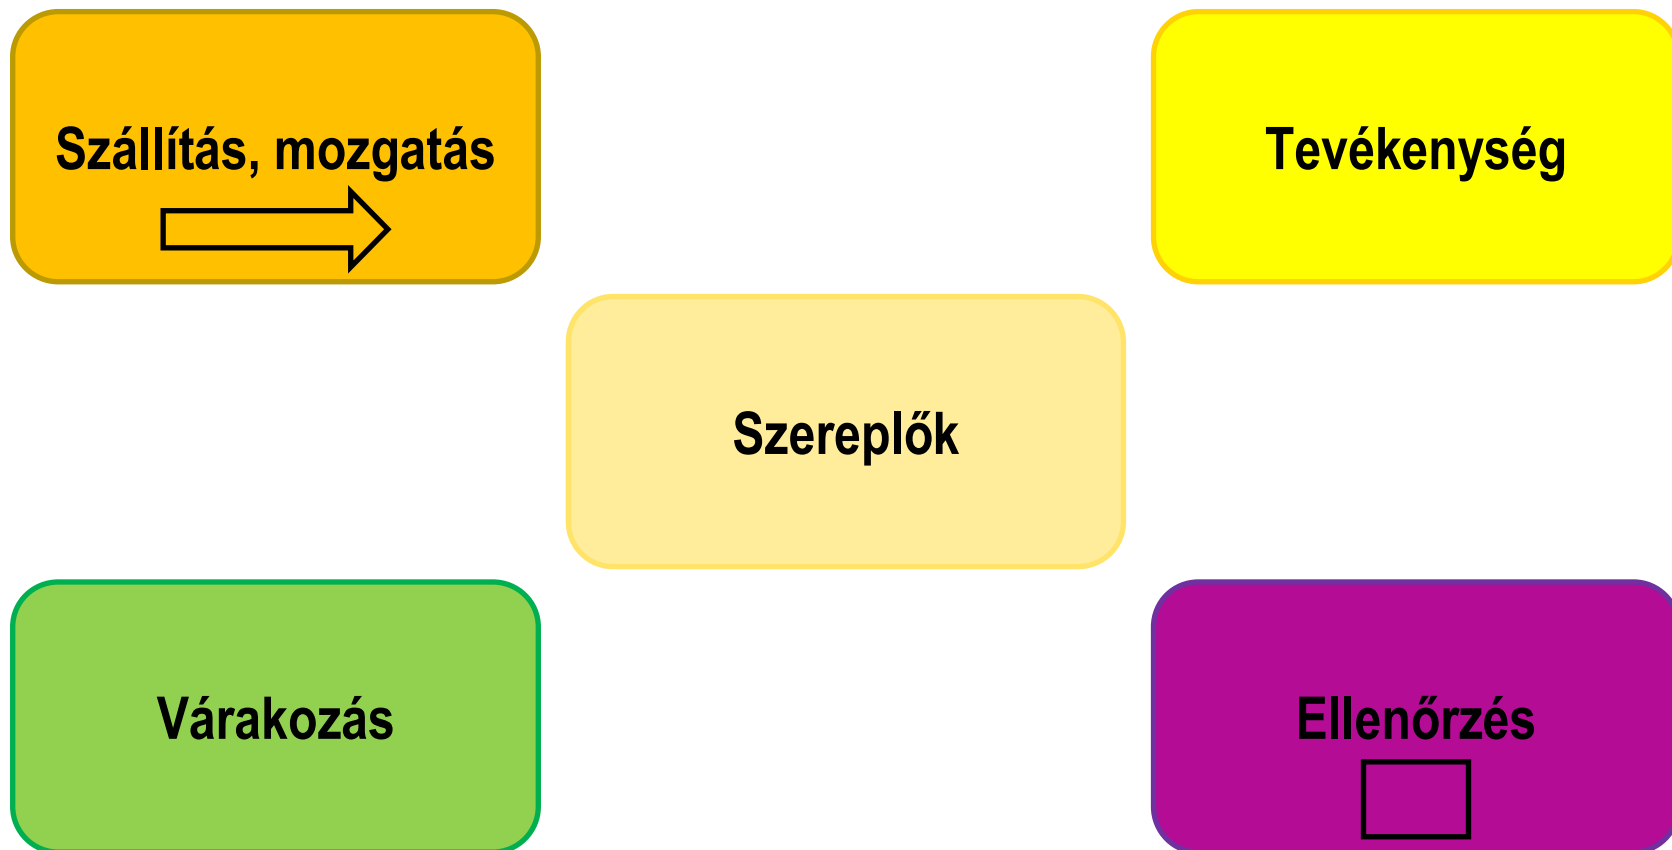 Szállítás, mozgatás
Tevékenység
Szereplők
Várakozás
Ellenőrzés